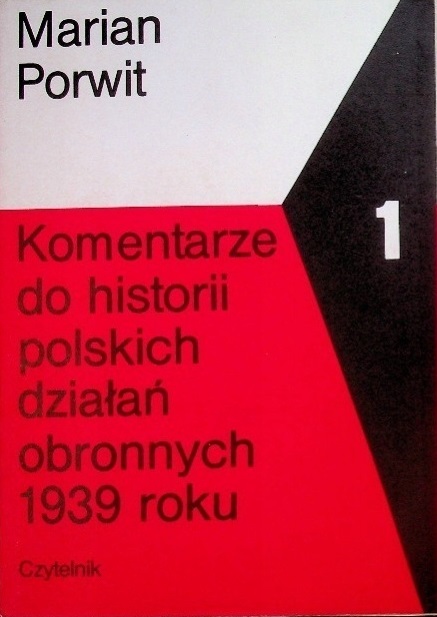 Marian
Porwit
1
Komentarze
do historii
polskich
działań
obronnych
1939 roku
Czytelnik